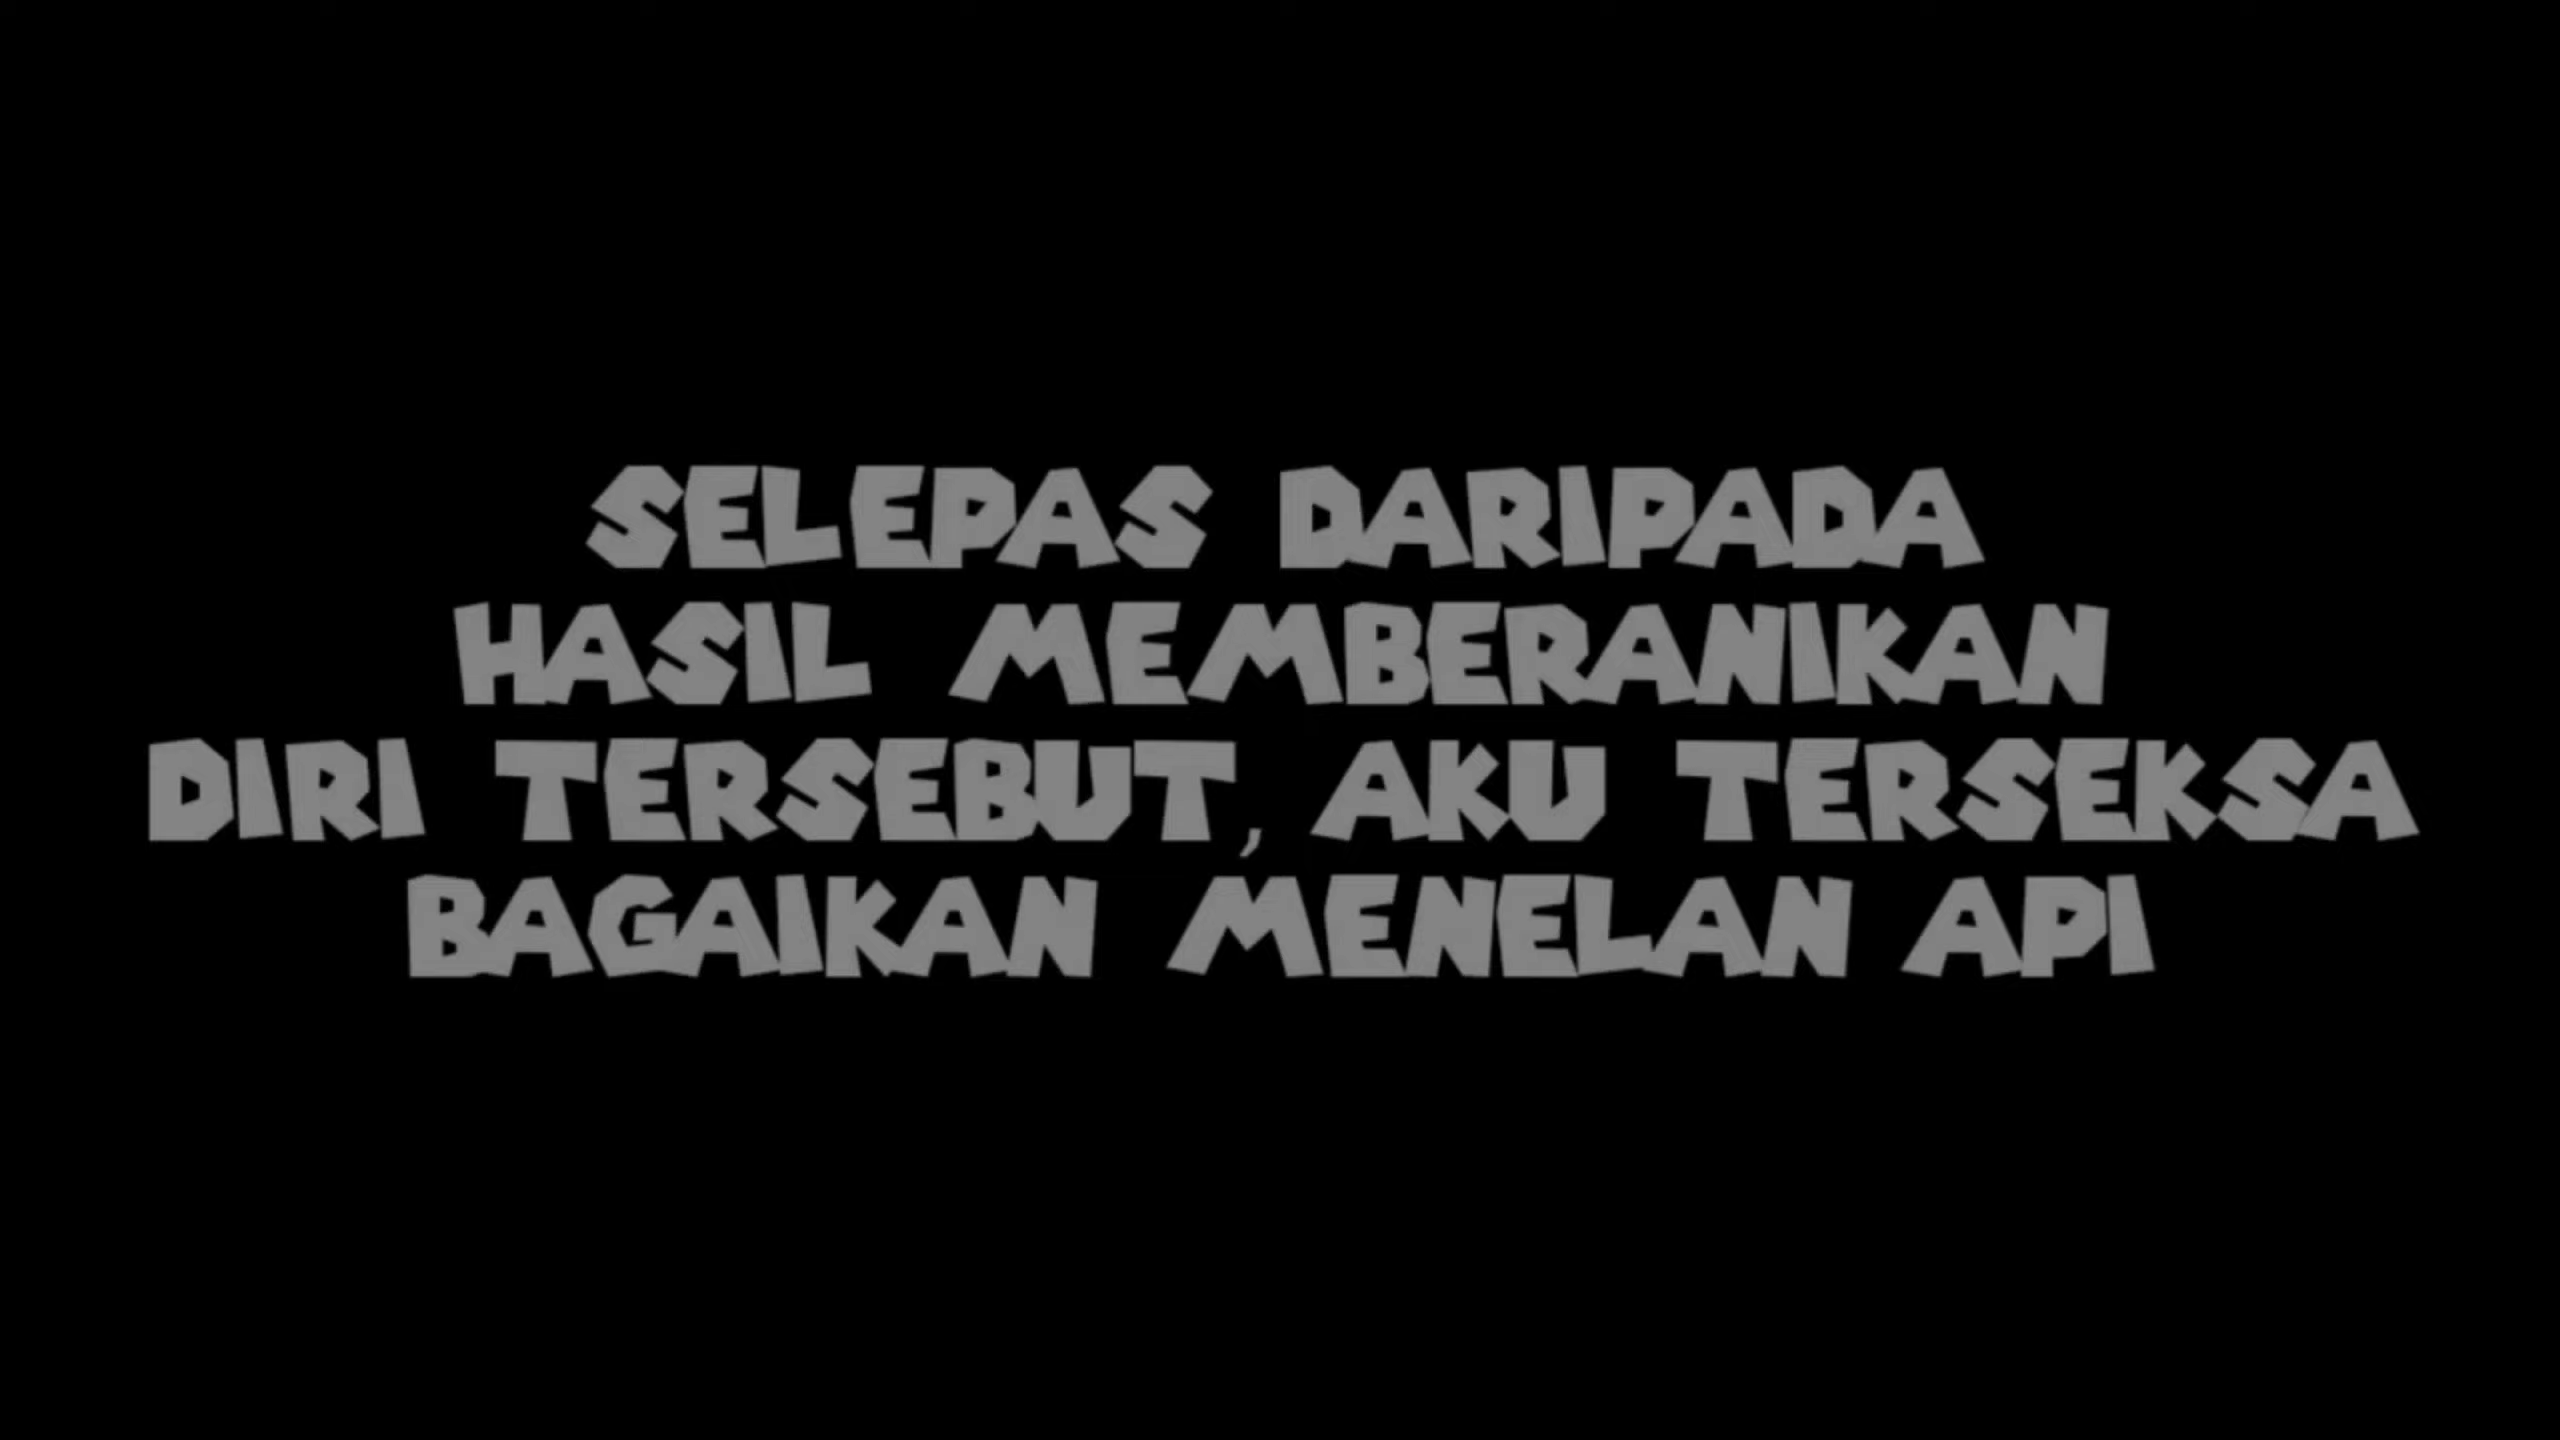 SELEPAS DARIPADA
HASIL MEMBERANIKAN
DIRI TERSEBUT, AKU TERSEKSA
BAGAIKAN MENELAN API